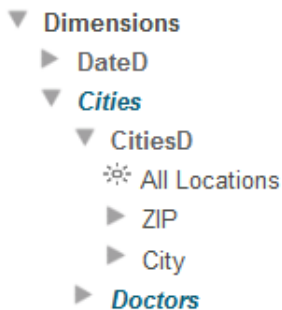 Dimensions
DateD
Cities
CitiesD
All Locations
ZIP
City
Doctors